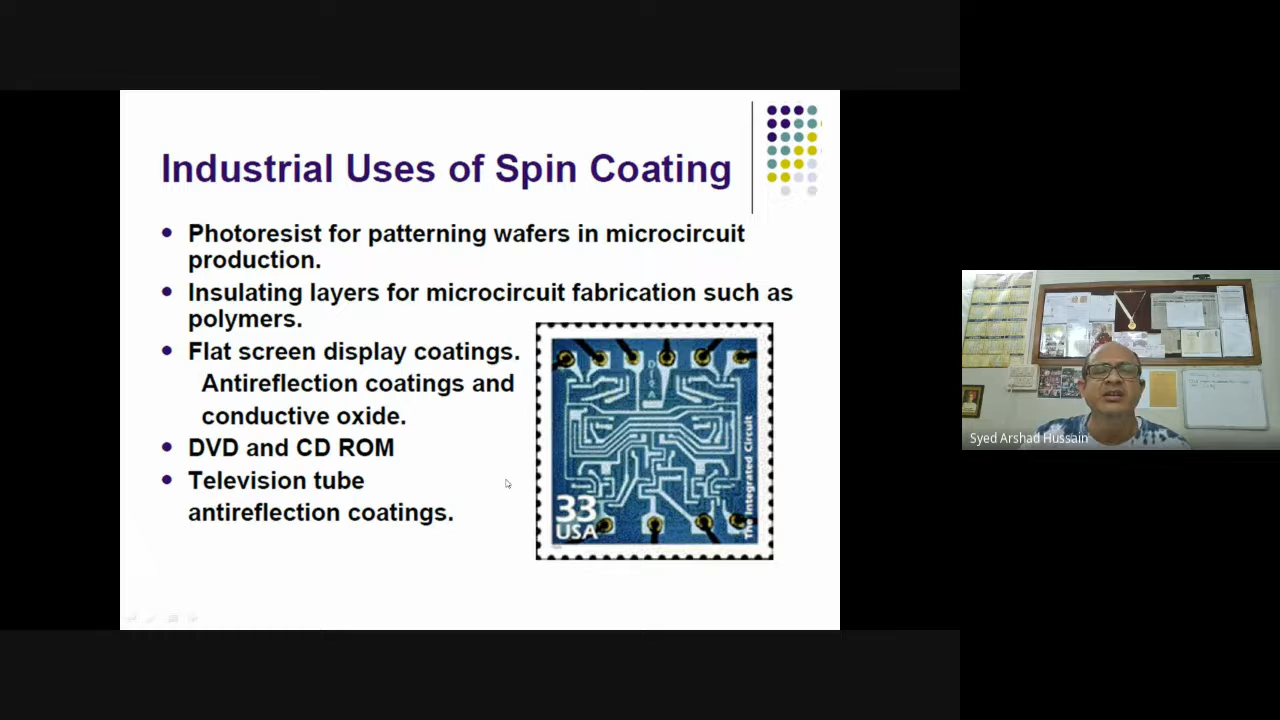 Industrial Uses of Spin Coating
Photoresist for patterning wafers in microcircuit
production.
Insulating layers for microcircuit fabrication such as
polymers.
Flat screen display coatings.
Antireflection coatings and
conductive oxide.
DVD and CD ROM
Television tube
antireflection coatings.
33
USA
The Integrated Circuit
Syed Arshad Hussain